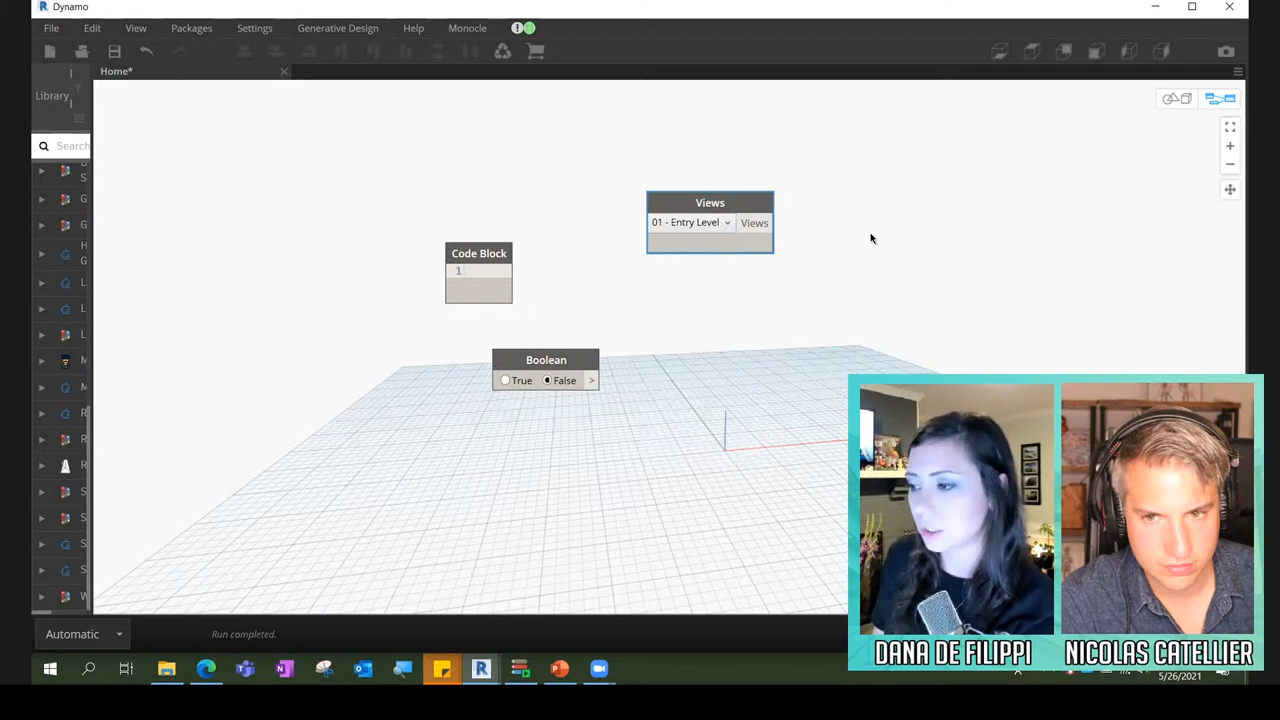 Dynamo
File Edit View Packages Settings Generative Design Help Monocle
Home*
Library
Search
S
G
G
H
G
L
L
L
M
M
R
R
R
S
S
S
S
W
Views
01 - Entry Level Views
Code Block
1
Boolean
True False >
Automatic Run completed.
DANA DE FILIPPI NICOLAS CATELLIER
5/26/2021